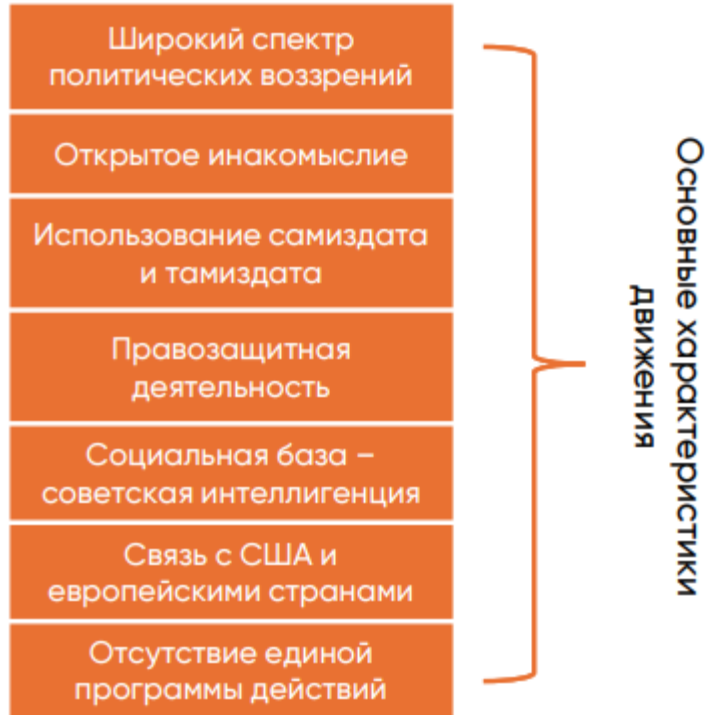 Широкий спектр
политических воззрений
Открытое инакомыслие
Использование самиздата
и тамиздата
Правозащитная
деятельность
Социальная база –
советская интеллигенция
Связь с США и
европейскими странами
Отсутствие единой
программы действий
Основные характеристики
движения